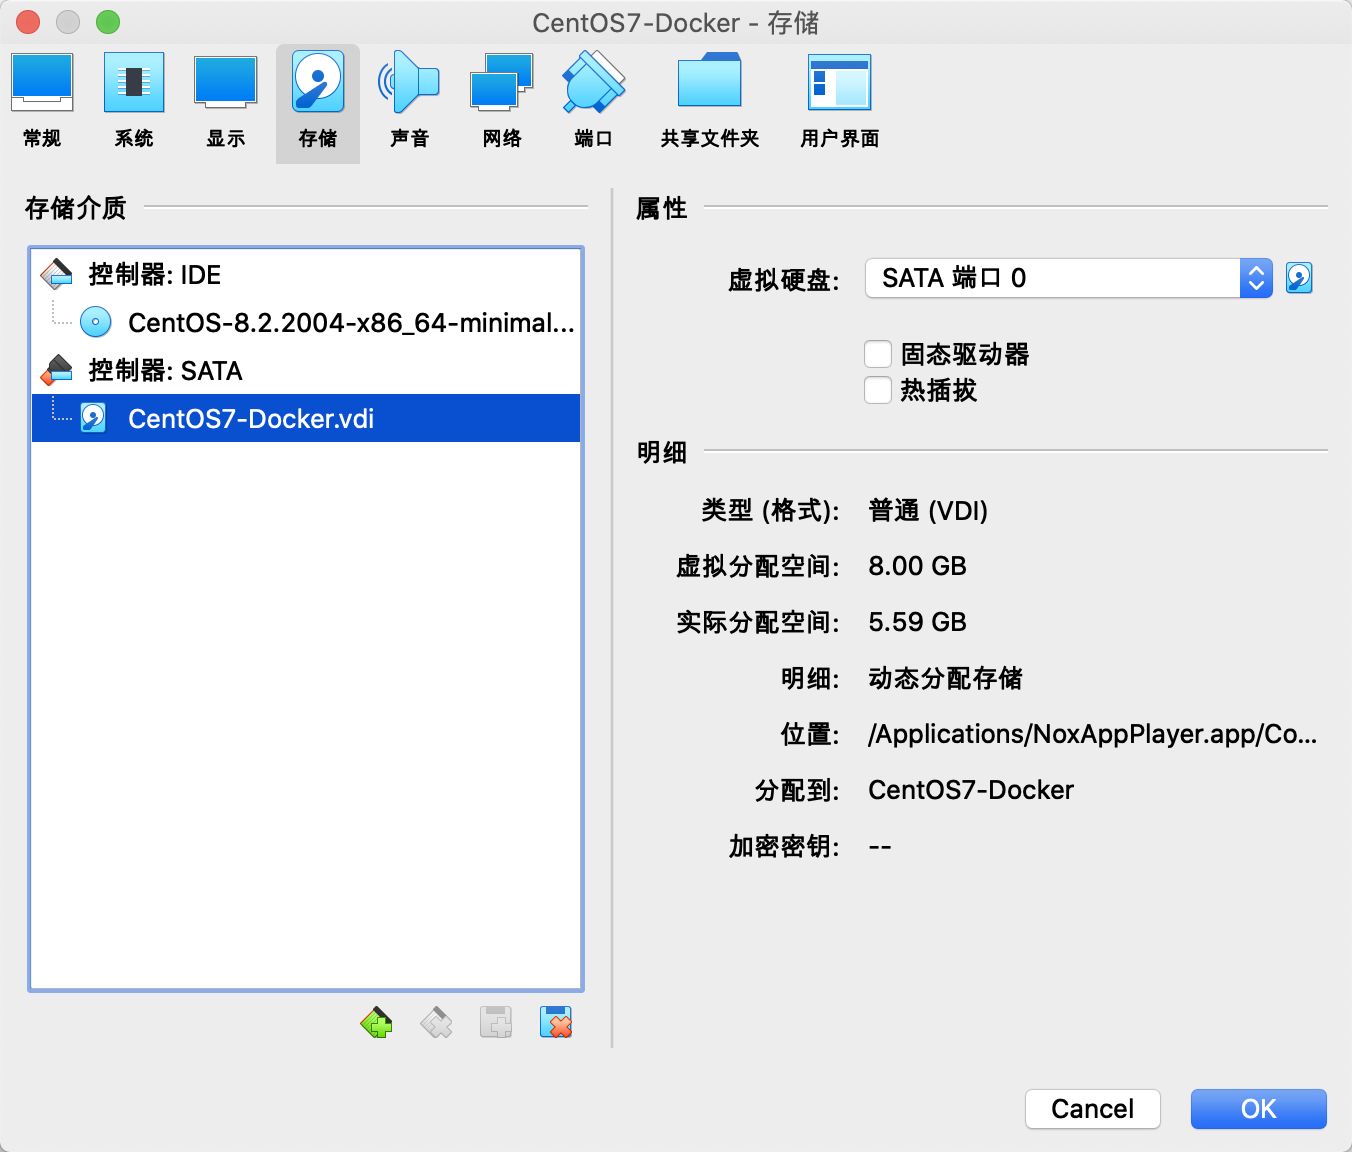 CentOS7-Docker - 存储
常规 系统 显示 存储 声音 网络 端口 共享文件夹 用户界面
存储介质
控制器: IDE
CentOS-8.2.2004-x86_64-minimal...
控制器: SATA
CentOS7-Docker.vdi
属性
虚拟硬盘: SATA 端口 0
固态驱动器
热插拔
明细
类型 (格式): 普通 (VDI)
虚拟分配空间: 8.00 GB
实际分配空间: 5.59 GB
明细: 动态分配存储
位置: /Applications/NoxAppPlayer.app/Co...
分配到: CentOS7-Docker
加密密钥: --
Cancel OK